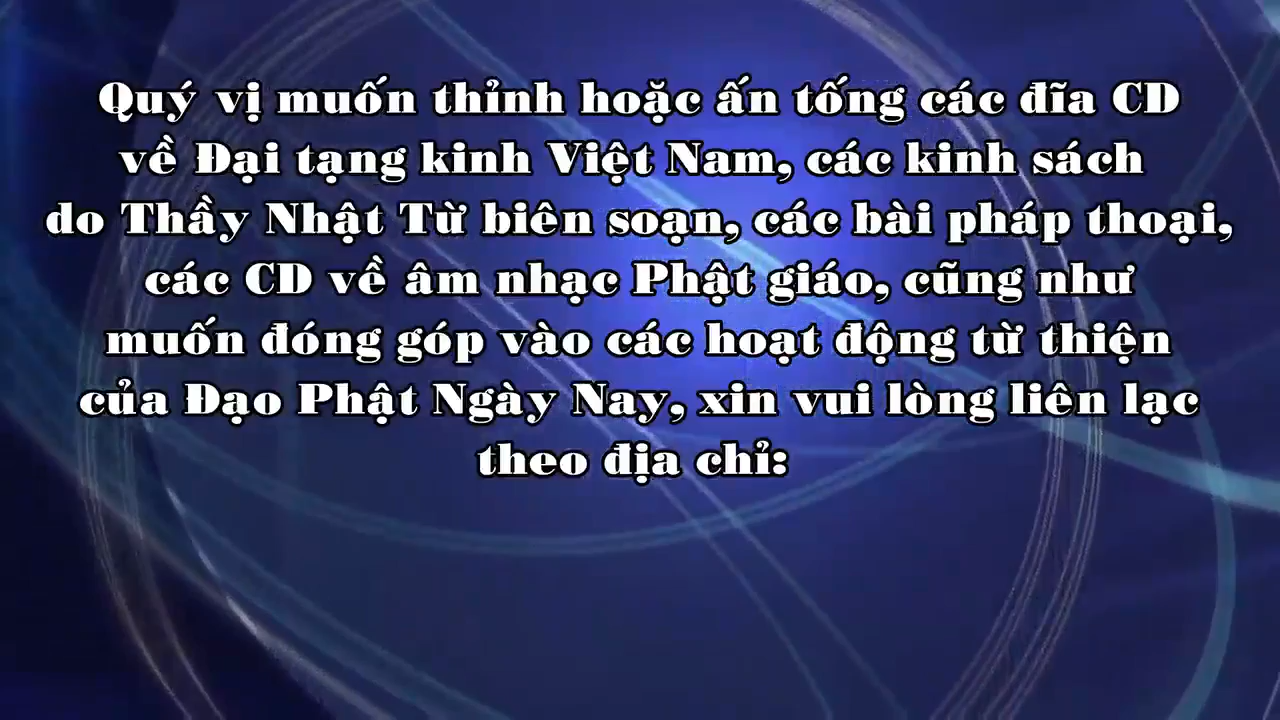 Quý vị muốn thỉnh hoặc ấn tống các đĩa CD
về Đại tạng kinh Việt Nam, các kinh sách
do Thầy Nhật Từ biên soạn, các bài pháp thoại,
các CD về âm nhạc Phật giáo, cũng như
muốn đóng góp vào các hoạt động từ thiện
của Đạo Phật Ngày Nay, xin vui lòng liên lạc
theo địa chỉ: